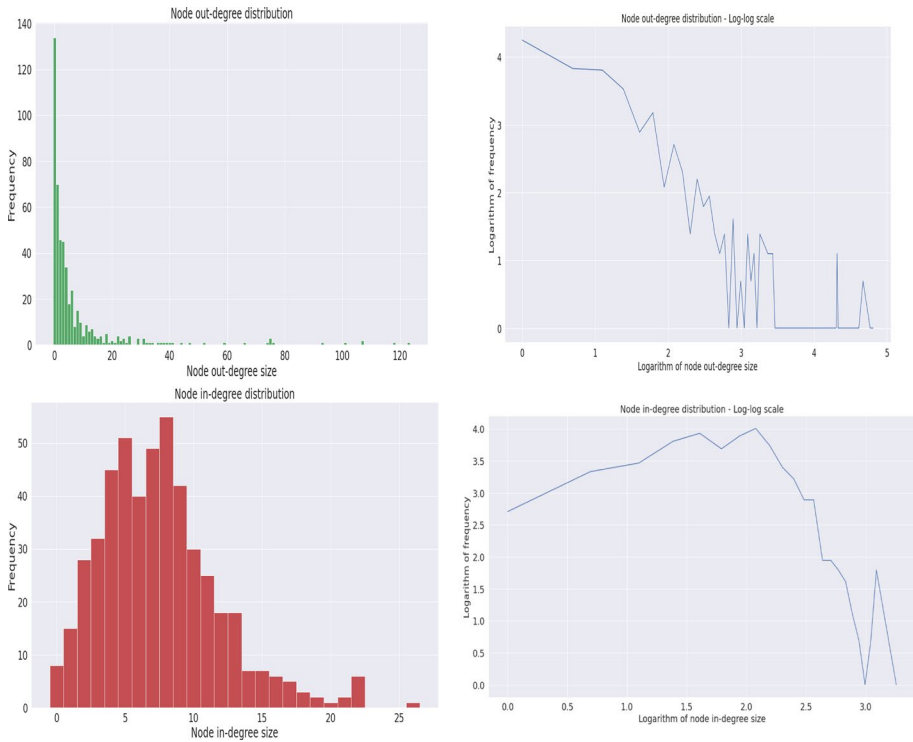 Node out-degree distribution
140
120
100
80
60
40
20
0
Frequency
0 20 40 60 80 100 120
Node out-degree size
Node out-degree distribution - Log-log scale
4
3
2
1
0
Logarithm of frequency
0 1 2 3 4 5
Logarithm of node out-degree size
Node in-degree distribution
50
40
30
20
10
0
Frequency
0 5 10 15 20 25
Node in-degree size
Node in-degree distribution - Log-log scale
4.0
3.5
3.0
2.5
2.0
1.5
1.0
0.5
0.0
Logarithm of frequency
0.0 0.5 1.0 1.5 2.0 2.5 3.0
Logarithm of node in-degree size